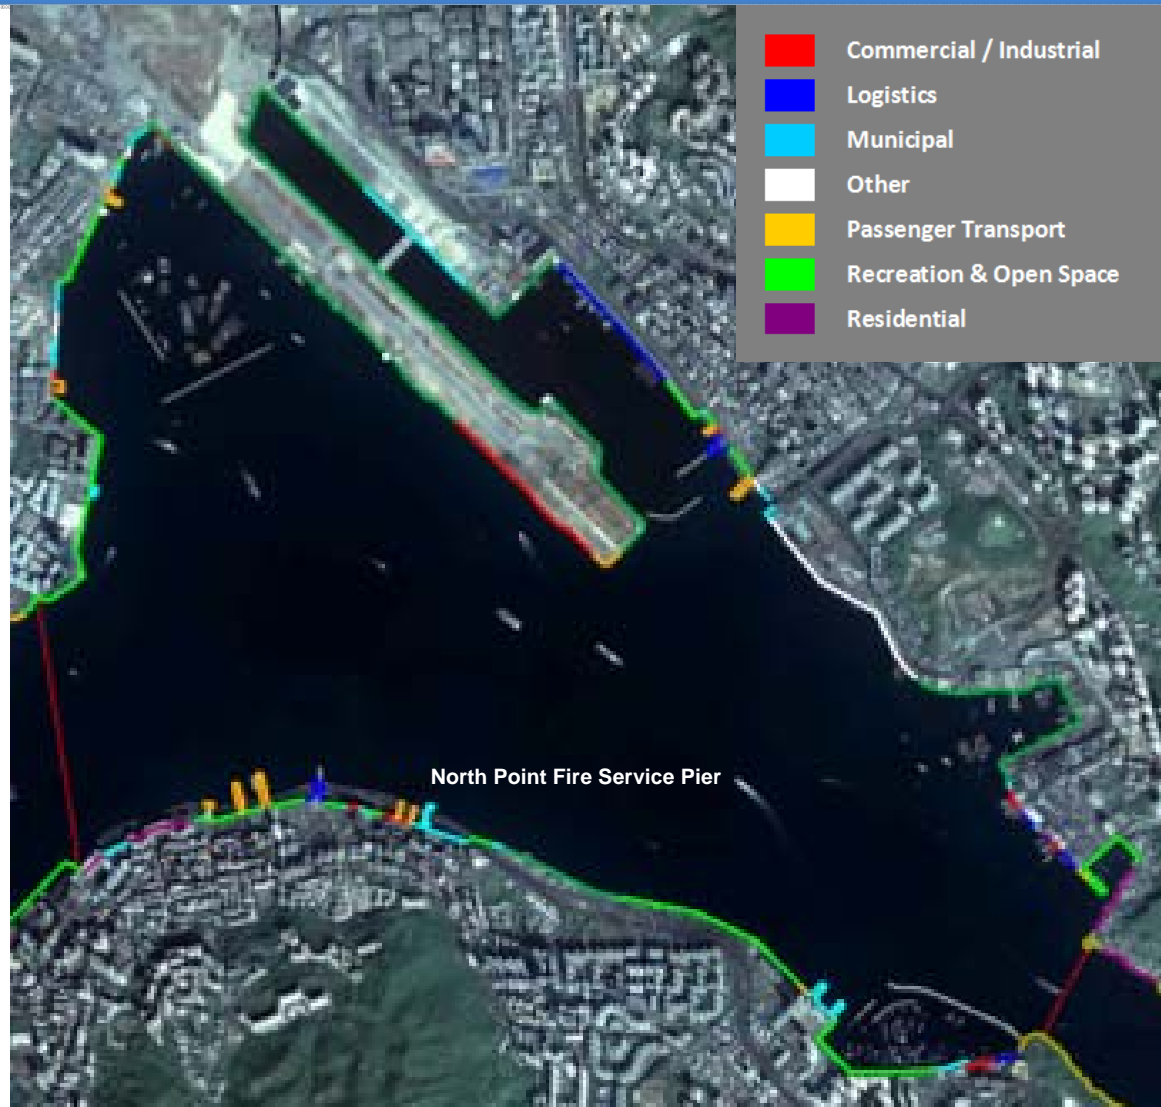 Commercial / Industrial
Logistics
Municipal
Other
Passenger Transport
Recreation & Open Space
Residential
North Point Fire Service Pier